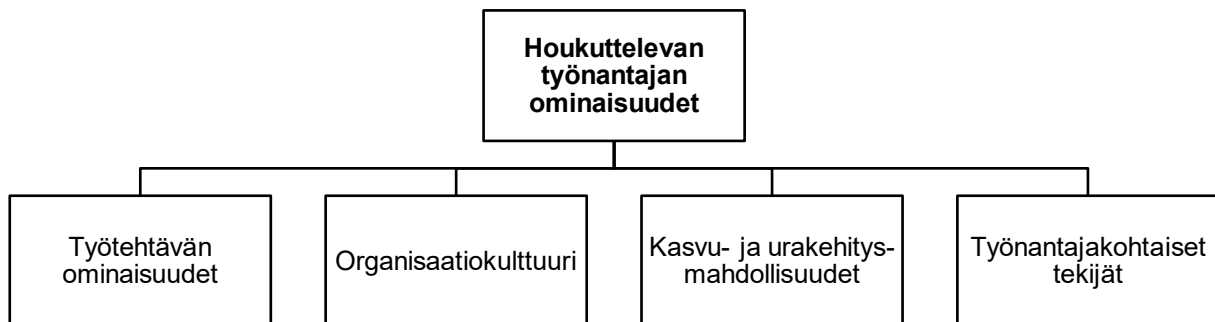 Houkuttelevan
työnantajan
ominaisuudet
Työtehtävän
ominaisuudet
Organisaatiokulttuuri
Kasvu- ja urakehitys-
mahdollisuudet
Työnantajakohtaiset
tekijät